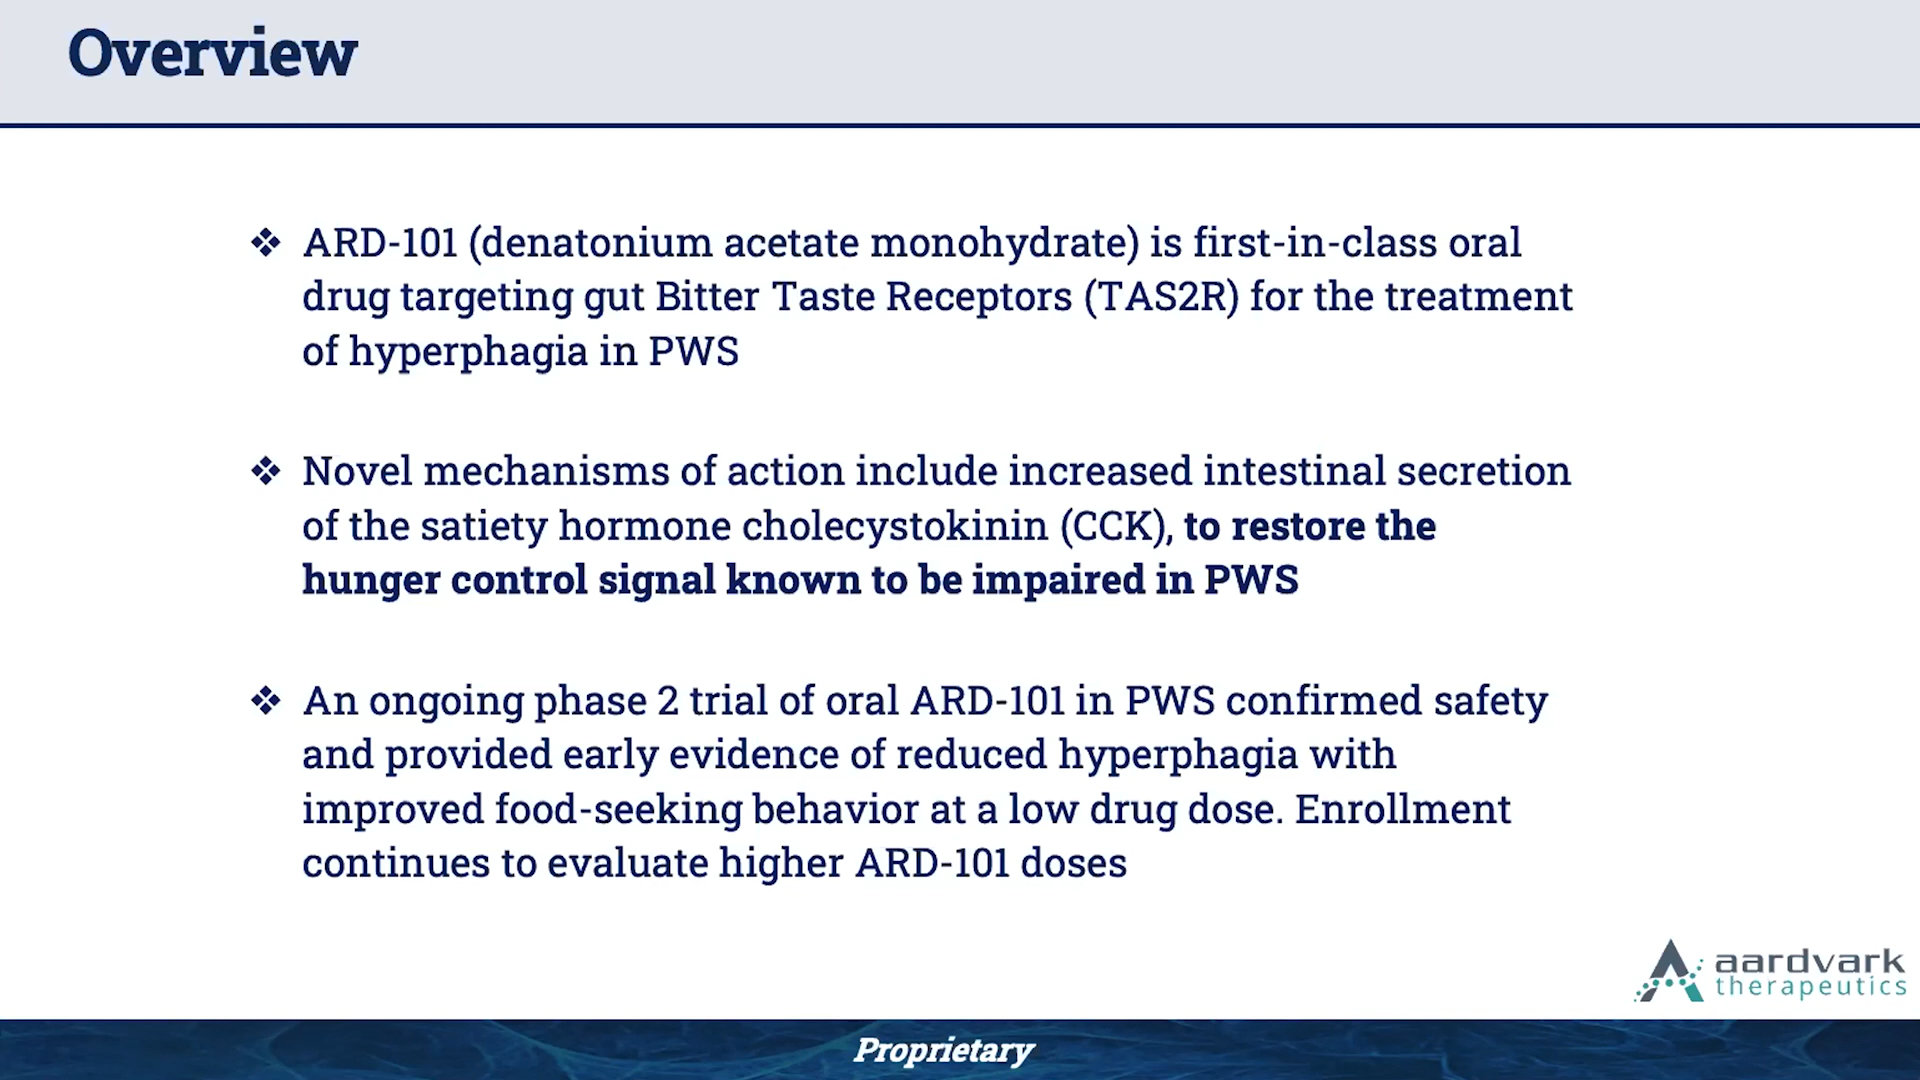 Overview
❖ ARD-101 (denatonium acetate monohydrate) is first-in-class oral
drug targeting gut Bitter Taste Receptors (TAS2R) for the treatment
of hyperphagia in PWS
❖ Novel mechanisms of action include increased intestinal secretion
of the satiety hormone cholecystokinin (CCK), to restore the
hunger control signal known to be impaired in PWS
❖ An ongoing phase 2 trial of oral ARD-101 in PWS confirmed safety
and provided early evidence of reduced hyperphagia with
improved food-seeking behavior at a low drug dose. Enrollment
continues to evaluate higher ARD-101 doses
aardvark
therapeutics
Proprietary